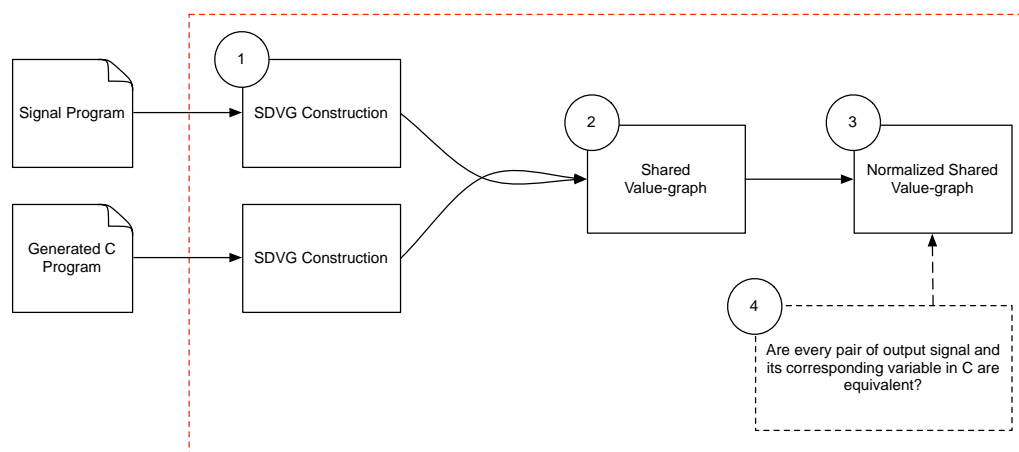 1
Signal Program
SDVG Construction
Generated C
Program
SDVG Construction
2
Shared
Value-graph
3
Normalized Shared
Value-graph
4
Are every pair of output signal and
its corresponding variable in C are
equivalent?